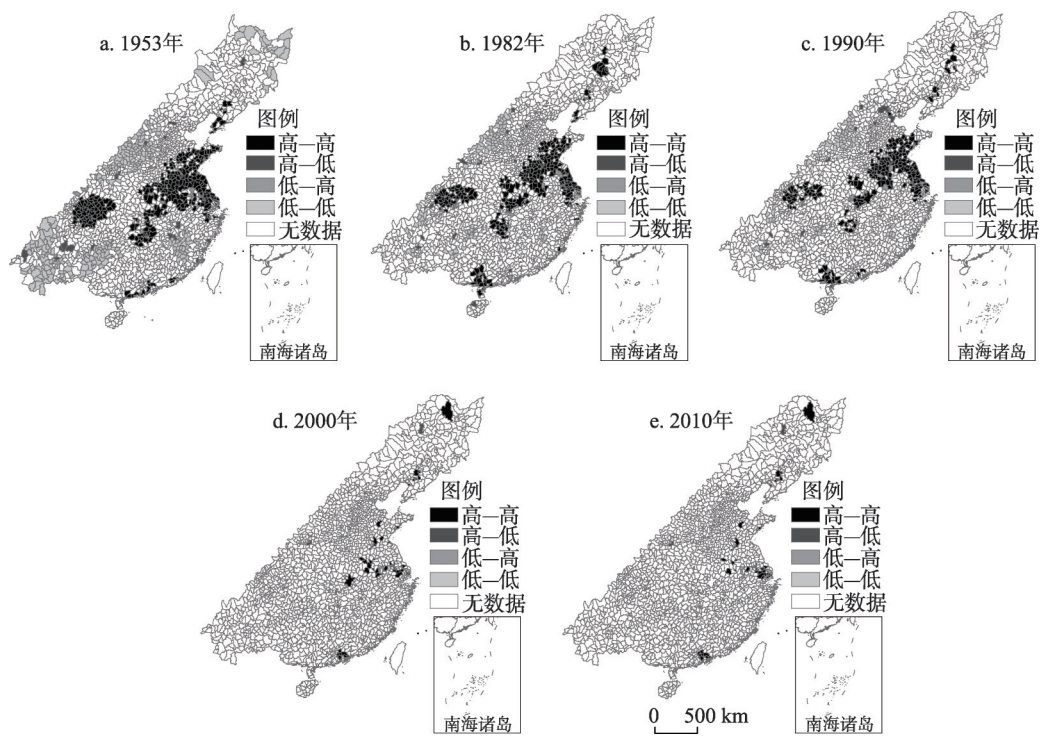 a. 1953年
图例
高—高
高—低
低—高
低—低
无数据
南海诸岛
b. 1982年
图例
高—高
高—低
低—高
低—低
无数据
南海诸岛
c. 1990年
图例
高—高
高—低
低—高
低—低
无数据
南海诸岛
d. 2000年
图例
高—高
高—低
低—高
低—低
无数据
南海诸岛
e. 2010年
图例
高—高
高—低
低—高
低—低
无数据
南海诸岛
0 500 km